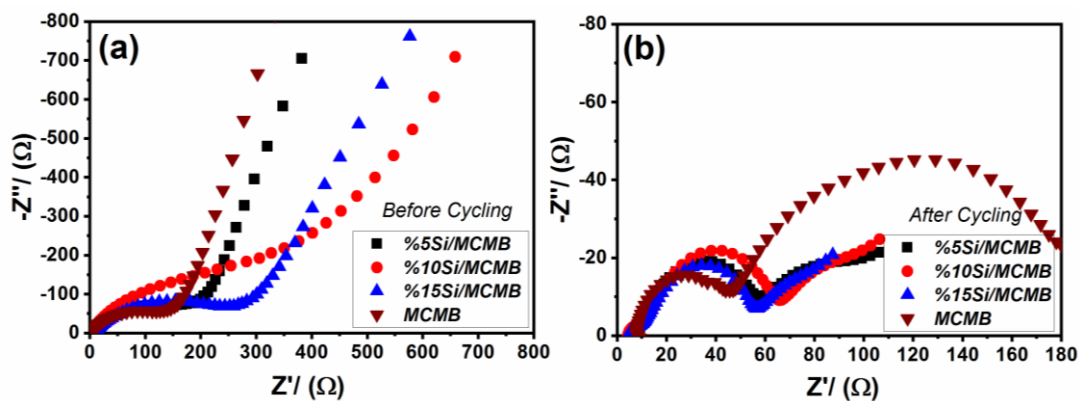 (a)
-800
-700
-600
-500
-400
-300
-200
-100
0
-Z''/ (Ω)
0 100 200 300 400 500 600 700 800
Z'/ (Ω)
Before Cycling
%5Si/MCMB
%10Si/MCMB
%15Si/MCMB
MCMB
(b)
-80
-60
-40
-20
0
-Z''/ (Ω)
0 20 40 60 80 100 120 140 160 180
Z'/ (Ω)
After Cycling
%5Si/MCMB
%10Si/MCMB
%15Si/MCMB
MCMB